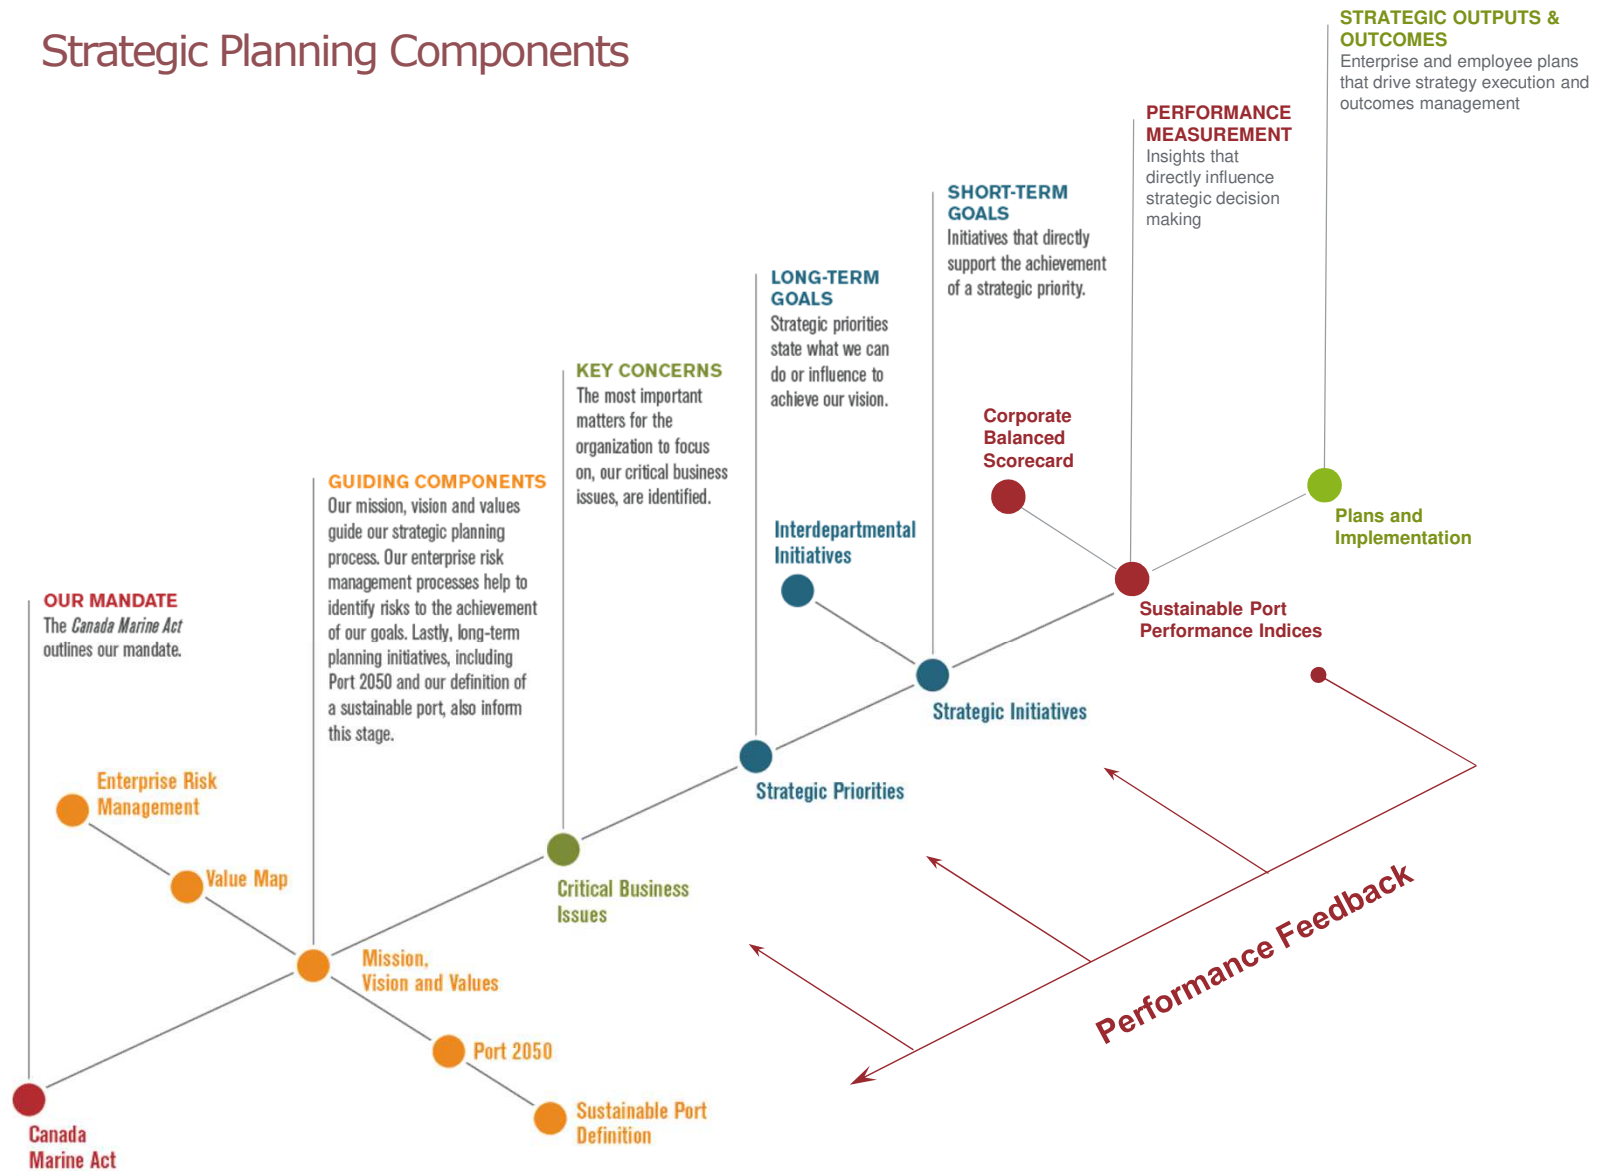 Strategic Planning Components
STRATEGIC OUTPUTS &
OUTCOMES
Enterprise and employee plans
that drive strategy execution and
outcomes management
PERFORMANCE
MEASUREMENT
Insights that
directly influence
strategic decision
making
SHORT-TERM
GOALS
Initiatives that directly
support the achievement
of a strategic priority.
LONG-TERM
GOALS
Strategic priorities
state what we can
do or influence to
achieve our vision.
KEY CONCERNS
The most important
matters for the
organization to focus
on, our critical business
issues, are identified.
GUIDING COMPONENTS
Our mission, vision and values
guide our strategic planning
process. Our enterprise risk
management processes help to
identify risks to the achievement
of our goals. Lastly, long-term
planning initiatives, including
Port 2050 and our definition of
a sustainable port, also inform
this stage.
OUR MANDATE
The Canada Marine Act
outlines our mandate.
Corporate
Balanced
Scorecard
Plans and
Implementation
Interdepartmental
Initiatives
Sustainable Port
Performance Indices
Strategic Initiatives
Strategic Priorities
Enterprise Risk
Management
Value Map
Critical Business
Issues
Mission,
Vision and Values
Port 2050
Sustainable Port
Definition
Canada
Marine Act
Performance Feedback